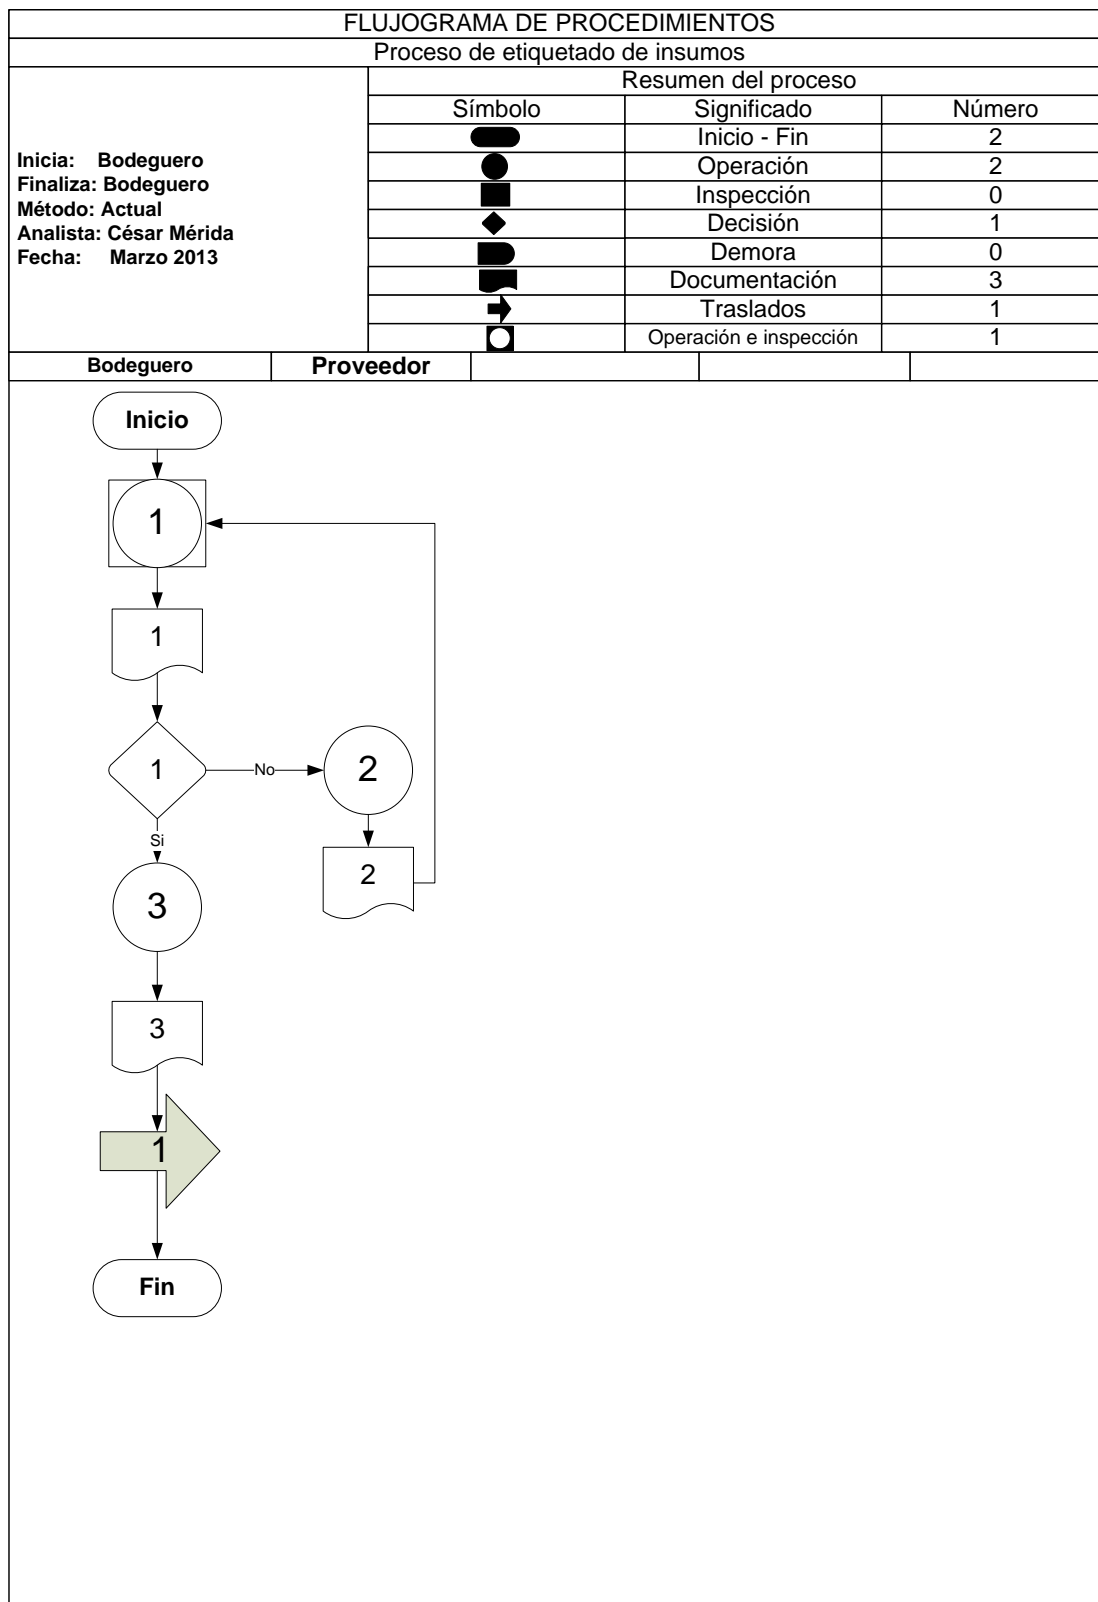 FLUJOGRAMA DE PROCEDIMIENTOS
Proceso de etiquetado de insumos
Inicia: Bodeguero
Finaliza: Bodeguero
Método: Actual
Analista: César Mérida
Fecha: Marzo 2013
Resumen del proceso
Símbolo Significado Número
Inicio - Fin 2
Operación 2
Inspección 0
Decisión 1
Demora 0
Documentación 3
Traslados 1
Operación e inspección 1
Bodeguero Proveedor
Inicio
1
1
1
No
2
Si
2
3
3
1
Fin